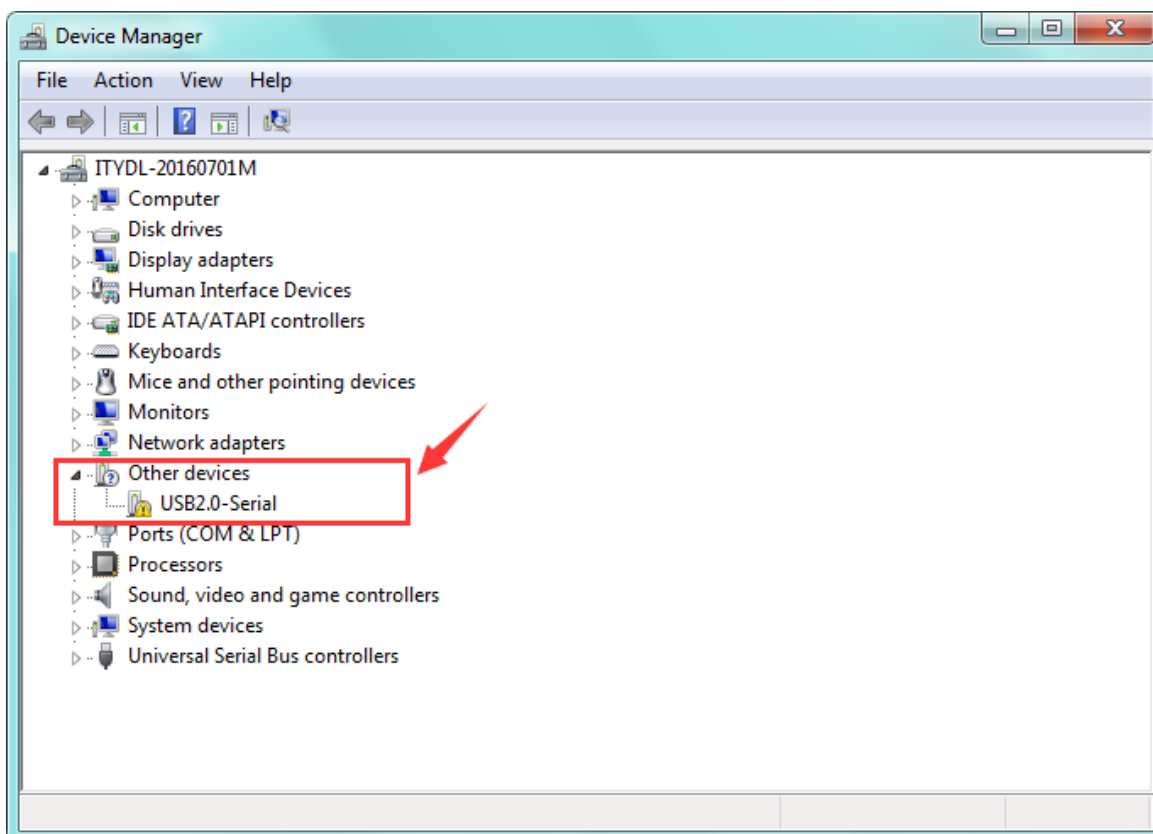 Device Manager
File Action View Help
ITYDL-20160701M
Computer
Disk drives
Display adapters
Human Interface Devices
IDE ATA/ATAPI controllers
Keyboards
Mice and other pointing devices
Monitors
Network adapters
Other devices
USB2.0-Serial
Ports (COM & LPT)
Processors
Sound, video and game controllers
System devices
Universal Serial Bus controllers